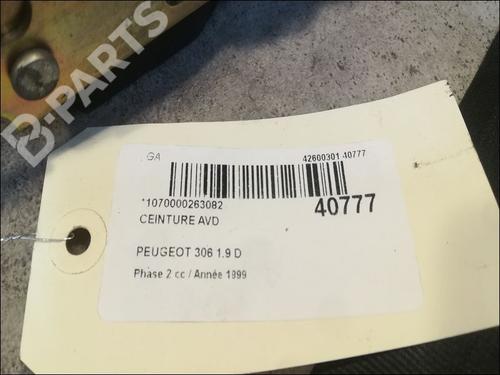 B-PARTS
GA 42600301 40777
*1070000263082
40777
CEINTURE AVD
PEUGEOT 306 1.9 D
Phase 2 cc / Année 1999